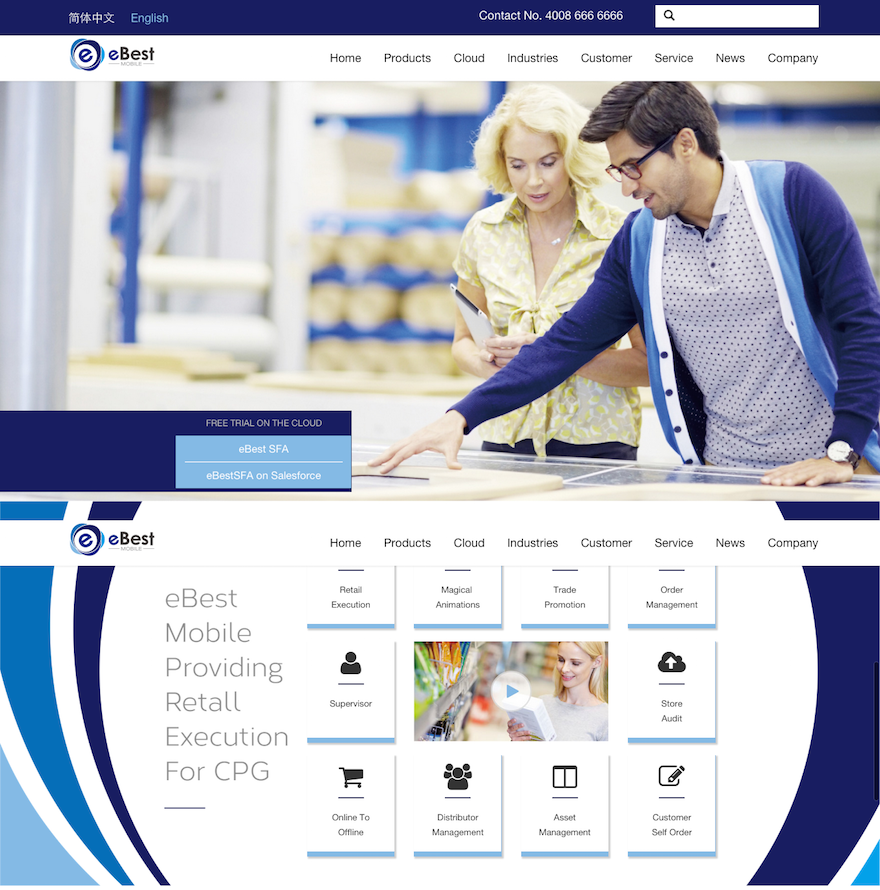 简体中文 English
Contact No. 4008 666 6666
eBest
MOBILE
Home Products Cloud Industries Customer Service News Company
FREE TRIAL ON THE CLOUD
eBest SFA
eBestSFA on Salesforce
eBest
MOBILE
Home Products Cloud Industries Customer Service News Company
eBest
Mobile
Providing
Retall
Execution
For CPG
Retail
Execution
Magical
Animations
Trade
Promotion
Order
Management
Supervisor
Store
Audit
Online To
Offline
Distributor
Management
Asset
Management
Customer
Self Order